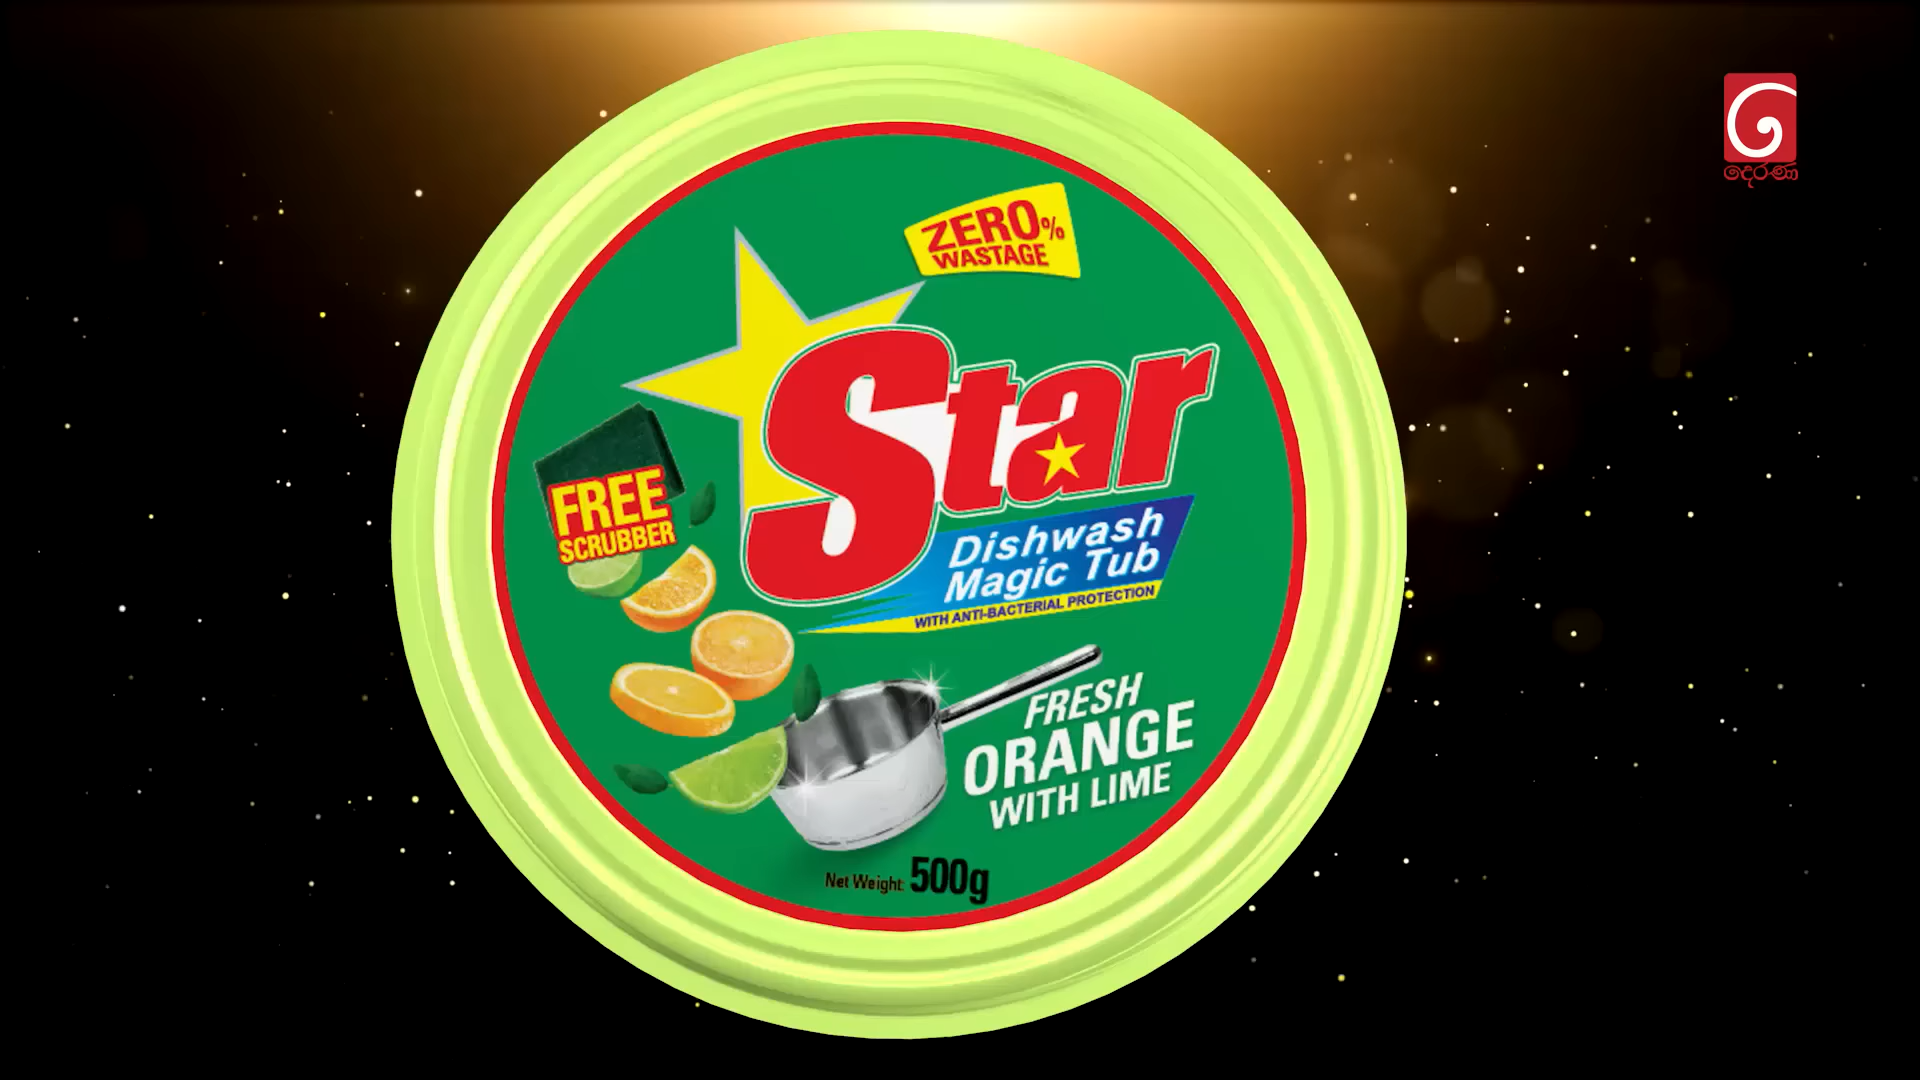 ZERO%
WASTAGE
Star
FREE
SCRUBBER
Dishwash
Magic Tub
WITH ANTI-BACTERIAL PROTECTION
FRESH
ORANGE
WITH LIME
Net Weight: 500g
දෙරණ